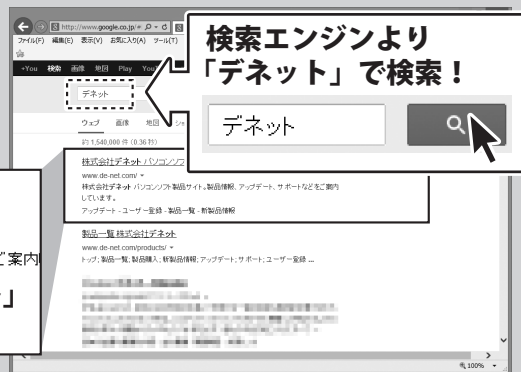 検索エンジンより
「デネット」で検索！
デネット
http://www.google.co.jp/
ファイル(F) 編集(E) 表示(V) お気に入り(A) ツール(T)
+You 検索 画像 地図 Play
デネット
ウェブ 画像 地図
約 1,540,000 件 (0.36 秒)
株式会社デネット パソコンソフ
www.de-net.com/
株式会社デネット パソコンソフト製品サイト。製品情報、アップデート、サポートなどをご案内
しています。
アップデート - ユーザー登録 - 製品一覧 - 新製品情報
製品一覧 株式会社デネット
www.de-net.com/products/
トップ; 製品一覧; 製品購入; 新製品情報; アップデート; サポート; ユーザー登録 ...
ご案内
」
100%